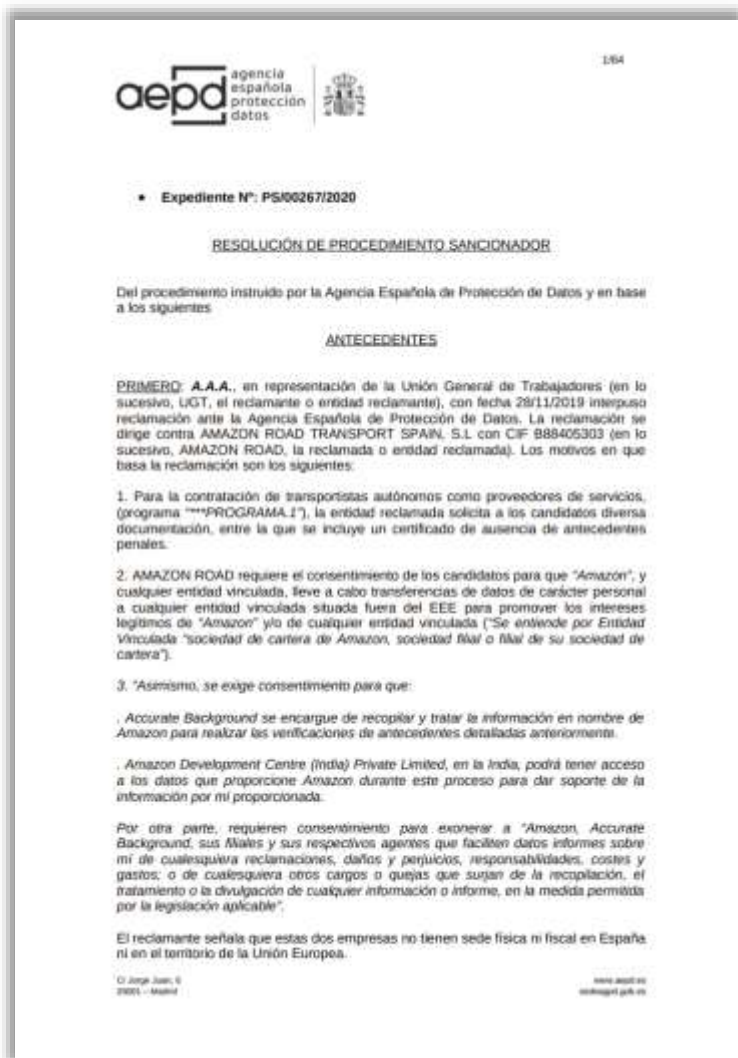 1/84
aepd
agencia
española
protección
datos
• Expediente Nº: PS/00267/2020
RESOLUCIÓN DE PROCEDIMIENTO SANCIONADOR
Del procedimiento instruido por la Agencia Española de Protección de Datos y en base
a los siguientes
ANTECEDENTES
PRIMERO: A.A.A., en representación de la Unión General de Trabajadores (en lo
sucesivo, UGT, el reclamante o entidad reclamante), con fecha 28/11/2019 interpuso
reclamación ante la Agencia Española de Protección de Datos. La reclamación se
dirige contra AMAZON ROAD TRANSPORT SPAIN, S.L con CIF B88405303 (en lo
sucesivo, AMAZON ROAD, la reclamada o entidad reclamada). Los motivos en que
basa la reclamación son los siguientes:
1. Para la contratación de transportistas autónomos como proveedores de servicios,
(programa "***PROGRAMA.1"), la entidad reclamada solicita a los candidatos diversa
documentación, entre la que se incluye un certificado de ausencia de antecedentes
penales.
2. AMAZON ROAD requiere el consentimiento de los candidatos para que "Amazon", y
cualquier entidad vinculada, lleve a cabo transferencias de datos de carácter personal
a cualquier entidad vinculada situada fuera del EEE para promover los intereses
legítimos de "Amazon" y/o de cualquier entidad vinculada ("Se entiende por Entidad
Vinculada "sociedad de cartera de Amazon, sociedad filial o filial de su sociedad de
cartera").
3. "Asimismo, se exige consentimiento para que:
. Accurate Background se encargue de recopilar y tratar la información en nombre de
Amazon para realizar las verificaciones de antecedentes detalladas anteriormente.
. Amazon Development Centre (India) Private Limited, en la India, podrá tener acceso
a los datos que proporcione Amazon durante este proceso para dar soporte de la
información por mí proporcionada.
Por otra parte, requieren consentimiento para exonerar a "Amazon, Accurate
Background, sus filiales y sus respectivos agentes que faciliten datos informes sobre
mí de cualesquiera reclamaciones, daños y perjuicios, responsabilidades, costes y
gastos; o de cualesquiera otros cargos o quejas que surjan de la recopilación, el
tratamiento o la divulgación de cualquier información o informe, en la medida permitida
por la legislación aplicable".
El reclamante señala que estas dos empresas no tienen sede física ni fiscal en España
ni en el territorio de la Unión Europea.
C/ Jorge Juan, 6
28001 – Madrid
www.aepd.es
sedeagpd.gob.es